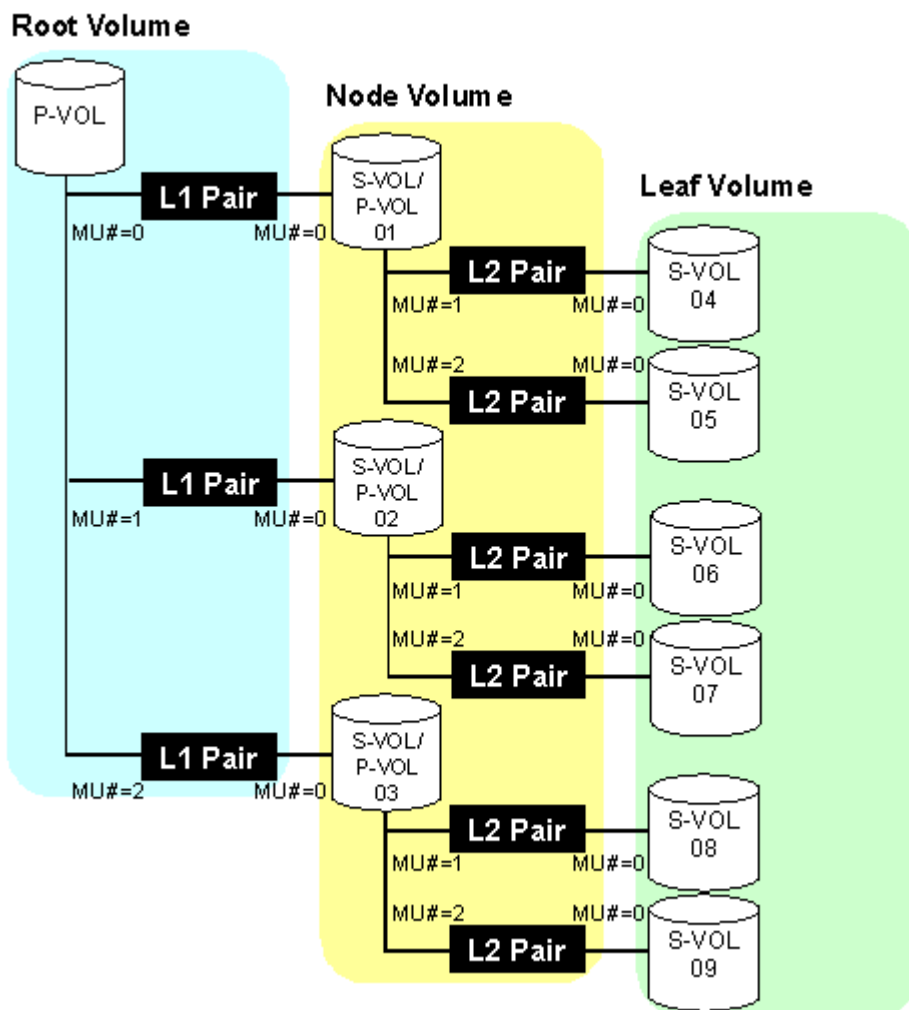 Root Volume
P-VOL
Node Volume
L1 Pair
MU#=0
MU#=0
S-VOL/
P-VOL
01
Leaf Volume
L2 Pair
MU#=1
MU#=0
S-VOL
04
MU#=2
MU#=0
L2 Pair
S-VOL
05
L1 Pair
MU#=1
MU#=0
S-VOL/
P-VOL
02
L2 Pair
MU#=1
MU#=0
S-VOL
06
MU#=2
MU#=0
L2 Pair
S-VOL
07
L1 Pair
MU#=2
MU#=0
S-VOL/
P-VOL
03
L2 Pair
MU#=1
MU#=0
S-VOL
08
MU#=2
MU#=0
L2 Pair
S-VOL
09